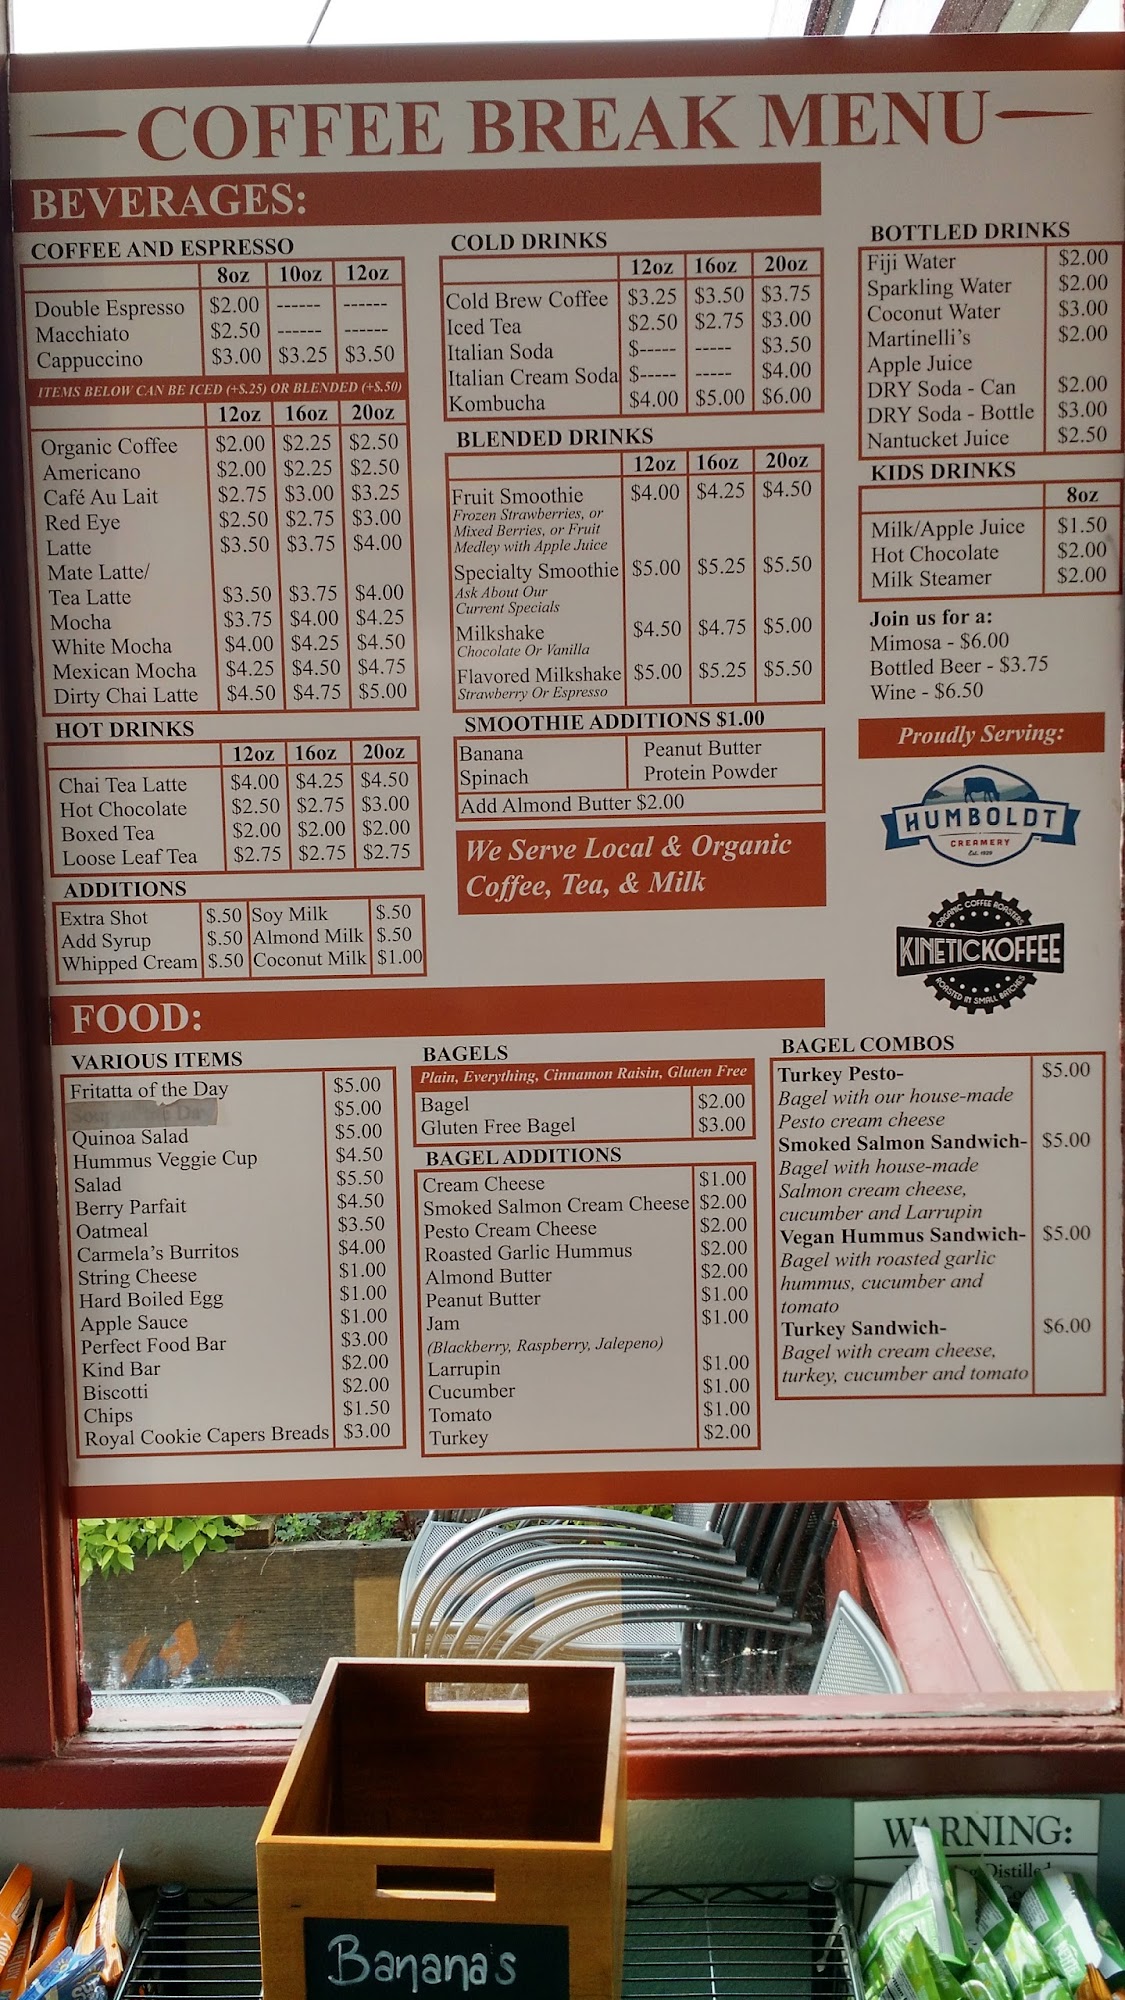 COFFEE BREAK MENU
BEVERAGES:
COFFEE AND ESPRESSO
8oz 10oz 12oz
Double Espresso $2.00 ------ ------
Macchiato $2.50 ------ ------
Cappuccino $3.00 $3.25 $3.50
ITEMS BELOW CAN BE ICED (+$.25) OR BLENDED (+$.50)
12oz 16oz 20oz
Organic Coffee $2.00 $2.25 $2.50
Americano $2.00 $2.25 $2.50
Café Au Lait $2.75 $3.00 $3.25
Red Eye $2.50 $2.75 $3.00
Latte $3.50 $3.75 $4.00
Mate Latte/
Tea Latte $3.50 $3.75 $4.00
Mocha $3.75 $4.00 $4.25
White Mocha $4.00 $4.25 $4.50
Mexican Mocha $4.25 $4.50 $4.75
Dirty Chai Latte $4.50 $4.75 $5.00
HOT DRINKS
12oz 16oz 20oz
Chai Tea Latte $4.00 $4.25 $4.50
Hot Chocolate $2.50 $2.75 $3.00
Boxed Tea $2.00 $2.00 $2.00
Loose Leaf Tea $2.75 $2.75 $2.75
ADDITIONS
Extra Shot $.50 Soy Milk $.50
Add Syrup $.50 Almond Milk $.50
Whipped Cream $.50 Coconut Milk $1.00
COLD DRINKS
12oz 16oz 20oz
Cold Brew Coffee $3.25 $3.50 $3.75
Iced Tea $2.50 $2.75 $3.00
Italian Soda $----- ----- $3.50
Italian Cream Soda $----- ----- $4.00
Kombucha $4.00 $5.00 $6.00
BLENDED DRINKS
12oz 16oz 20oz
Fruit Smoothie $4.00 $4.25 $4.50
Frozen Strawberries, or
Mixed Berries, or Fruit
Medley with Apple Juice
Specialty Smoothie $5.00 $5.25 $5.50
Ask About Our
Current Specials
Milkshake $4.50 $4.75 $5.00
Chocolate Or Vanilla
Flavored Milkshake $5.00 $5.25 $5.50
Strawberry Or Espresso
SMOOTHIE ADDITIONS $1.00
Banana Peanut Butter
Spinach Protein Powder
Add Almond Butter $2.00
We Serve Local & Organic
Coffee, Tea, & Milk
BOTTLED DRINKS
Fiji Water $2.00
Sparkling Water $2.00
Coconut Water $3.00
Martinelli's $2.00
Apple Juice
DRY Soda - Can $2.00
DRY Soda - Bottle $3.00
Nantucket Juice $2.50
KIDS DRINKS
8oz
Milk/Apple Juice $1.50
Hot Chocolate $2.00
Milk Steamer $2.00
Join us for a:
Mimosa - $6.00
Bottled Beer - $3.75
Wine - $6.50
Proudly Serving:
HUMBOLDT
CREAMERY
Est. 1929
ORGANIC COFFEE ROASTERS
KINETICKOFFEE
ROASTED IN SMALL BATCHES
FOOD:
VARIOUS ITEMS
Fritatta of the Day $5.00
Soup of the Day $5.00
Quinoa Salad $5.00
Hummus Veggie Cup $4.50
Salad $5.50
Berry Parfait $4.50
Oatmeal $3.50
Carmela's Burritos $4.00
String Cheese $1.00
Hard Boiled Egg $1.00
Apple Sauce $1.00
Perfect Food Bar $3.00
Kind Bar $2.00
Biscotti $2.00
Chips $1.50
Royal Cookie Capers Breads $3.00
BAGELS
Plain, Everything, Cinnamon Raisin, Gluten Free
Bagel $2.00
Gluten Free Bagel $3.00
BAGEL ADDITIONS
Cream Cheese $1.00
Smoked Salmon Cream Cheese $2.00
Pesto Cream Cheese $2.00
Roasted Garlic Hummus $2.00
Almond Butter $2.00
Peanut Butter $1.00
Jam $1.00
(Blackberry, Raspberry, Jalepeno)
Larrupin $1.00
Cucumber $1.00
Tomato $1.00
Turkey $2.00
BAGEL COMBOS
Turkey Pesto- $5.00
Bagel with our house-made
Pesto cream cheese
Smoked Salmon Sandwich- $5.00
Bagel with house-made
Salmon cream cheese,
cucumber and Larrupin
Vegan Hummus Sandwich- $5.00
Bagel with roasted garlic
hummus, cucumber and
tomato
Turkey Sandwich- $6.00
Bagel with cream cheese,
turkey, cucumber and tomato
WARNING:
Distilled
Banana's